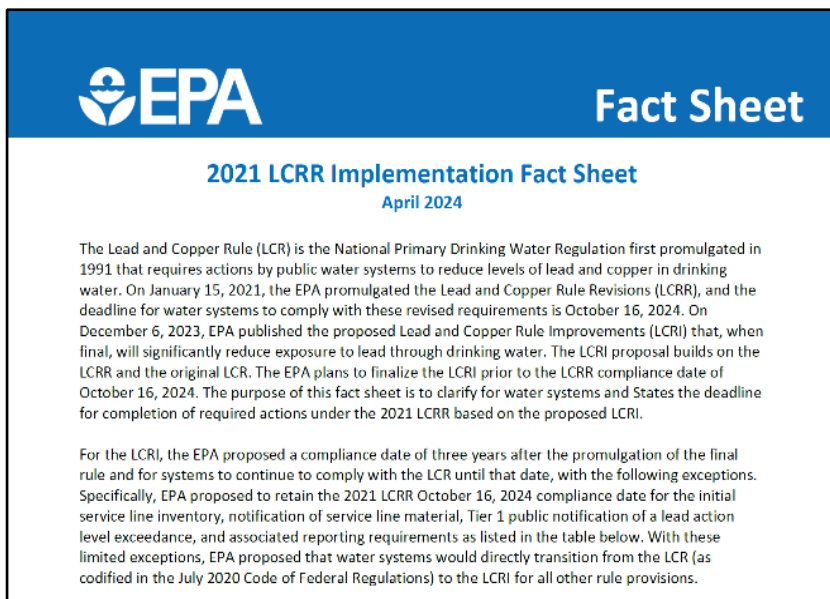 EPA
Fact Sheet
2021 LCRR Implementation Fact Sheet
April 2024
The Lead and Copper Rule (LCR) is the National Primary Drinking Water Regulation first promulgated in
1991 that requires actions by public water systems to reduce levels of lead and copper in drinking
water. On January 15, 2021, the EPA promulgated the Lead and Copper Rule Revisions (LCRR), and the
deadline for water systems to comply with these revised requirements is October 16, 2024. On
December 6, 2023, EPA published the proposed Lead and Copper Rule Improvements (LCRI) that, when
final, will significantly reduce exposure to lead through drinking water. The LCRI proposal builds on the
LCRR and the original LCR. The EPA plans to finalize the LCRI prior to the LCRR compliance date of
October 16, 2024. The purpose of this fact sheet is to clarify for water systems and States the deadline
for completion of required actions under the 2021 LCRR based on the proposed LCRI.
For the LCRI, the EPA proposed a compliance date of three years after the promulgation of the final
rule and for systems to continue to comply with the LCR until that date, with the following exceptions.
Specifically, EPA proposed to retain the 2021 LCRR October 16, 2024 compliance date for the initial
service line inventory, notification of service line material, Tier 1 public notification of a lead action
level exceedance, and associated reporting requirements as listed in the table below. With these
limited exceptions, EPA proposed that water systems would directly transition from the LCR (as
codified in the July 2020 Code of Federal Regulations) to the LCRI for all other rule provisions.